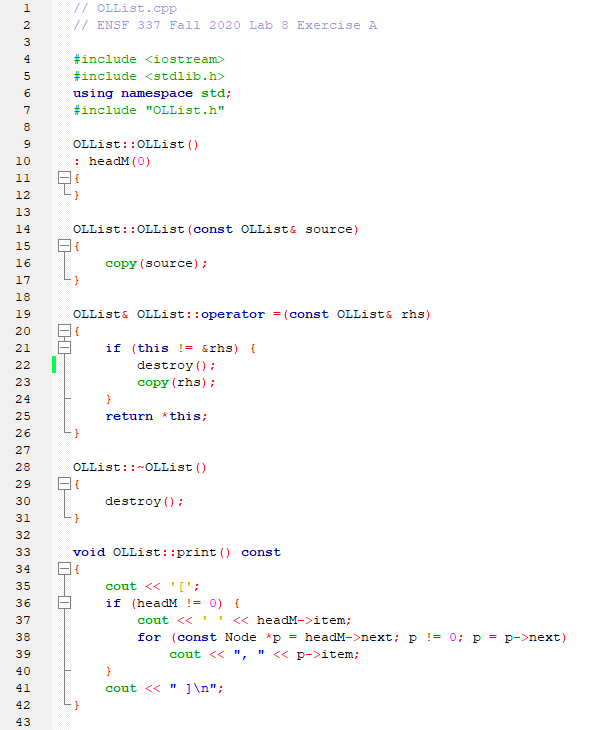 1 // OLList.cpp
2 // ENSF 337 Fall 2020 Lab 8 Exercise A
3
4 #include <iostream>
5 #include <stdlib.h>
6 using namespace std;
7 #include "OLList.h"
8
9 OLList::OLList()
10 : headM(0)
11 {
12 }
13
14 OLList::OLList(const OLList& source)
15 {
16     copy(source);
17 }
18
19 OLList& OLList::operator =(const OLList& rhs)
20 {
21     if (this != &rhs) {
22         destroy();
23         copy(rhs);
24     }
25     return *this;
26 }
27
28 OLList::~OLList()
29 {
30     destroy();
31 }
32
33 void OLList::print() const
34 {
35     cout << '[';
36     if (headM != 0) {
37         cout << ' ' << headM->item;
38         for (const Node *p = headM->next; p != 0; p = p->next)
39             cout << ", " << p->item;
40     }
41     cout << " ]\n";
42 }
43